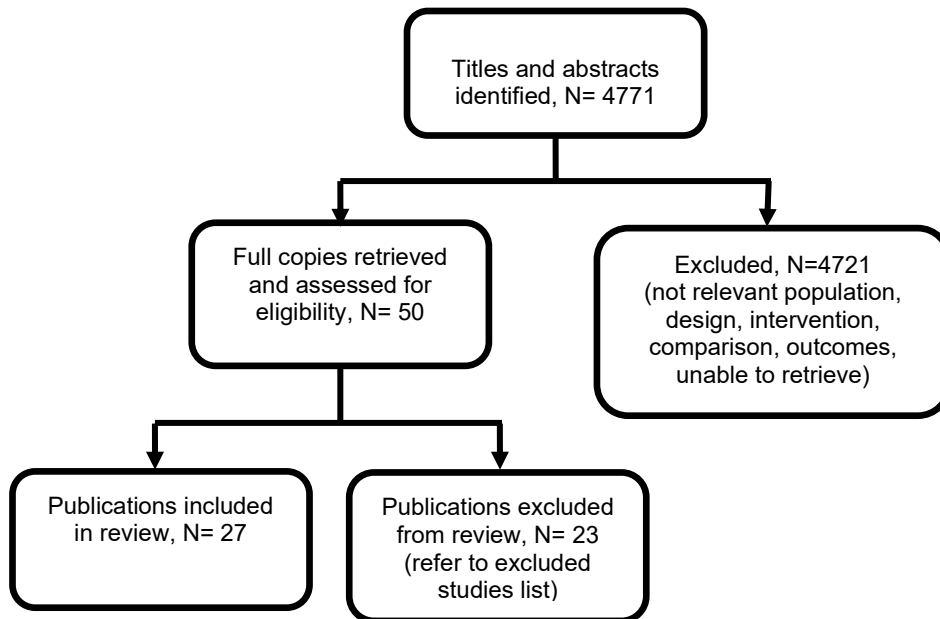 Titles and abstracts
identified, N= 4771
Full copies retrieved
and assessed for
eligibility, N= 50
Excluded, N=4721
(not relevant population,
design, intervention,
comparison, outcomes,
unable to retrieve)
Publications included
in review, N= 27
Publications excluded
from review, N= 23
(refer to excluded
studies list)